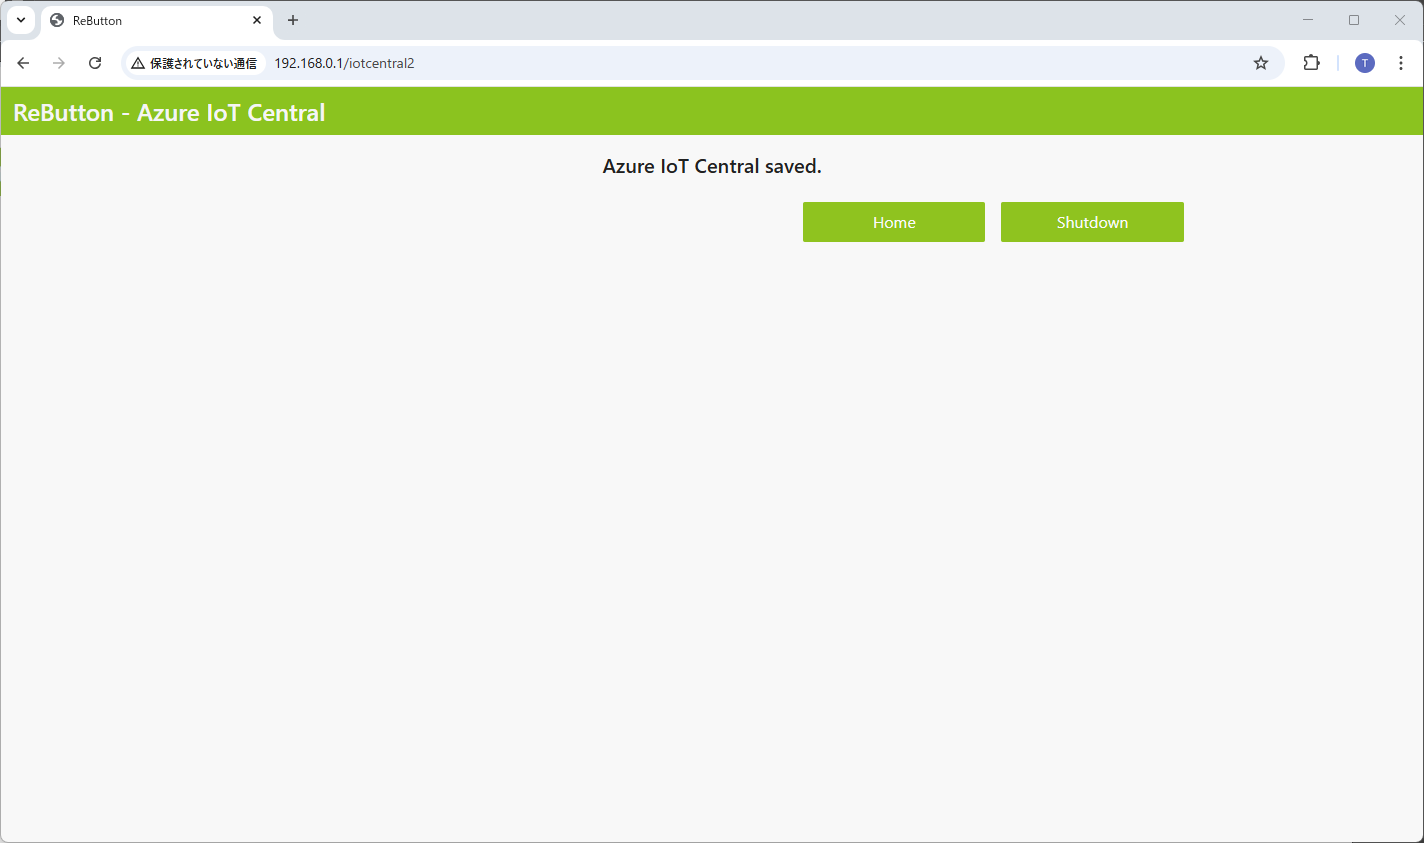 ReButton
保護されていない通信 192.168.0.1/iotcentral2
T
ReButton - Azure IoT Central
Azure IoT Central saved.
Home Shutdown